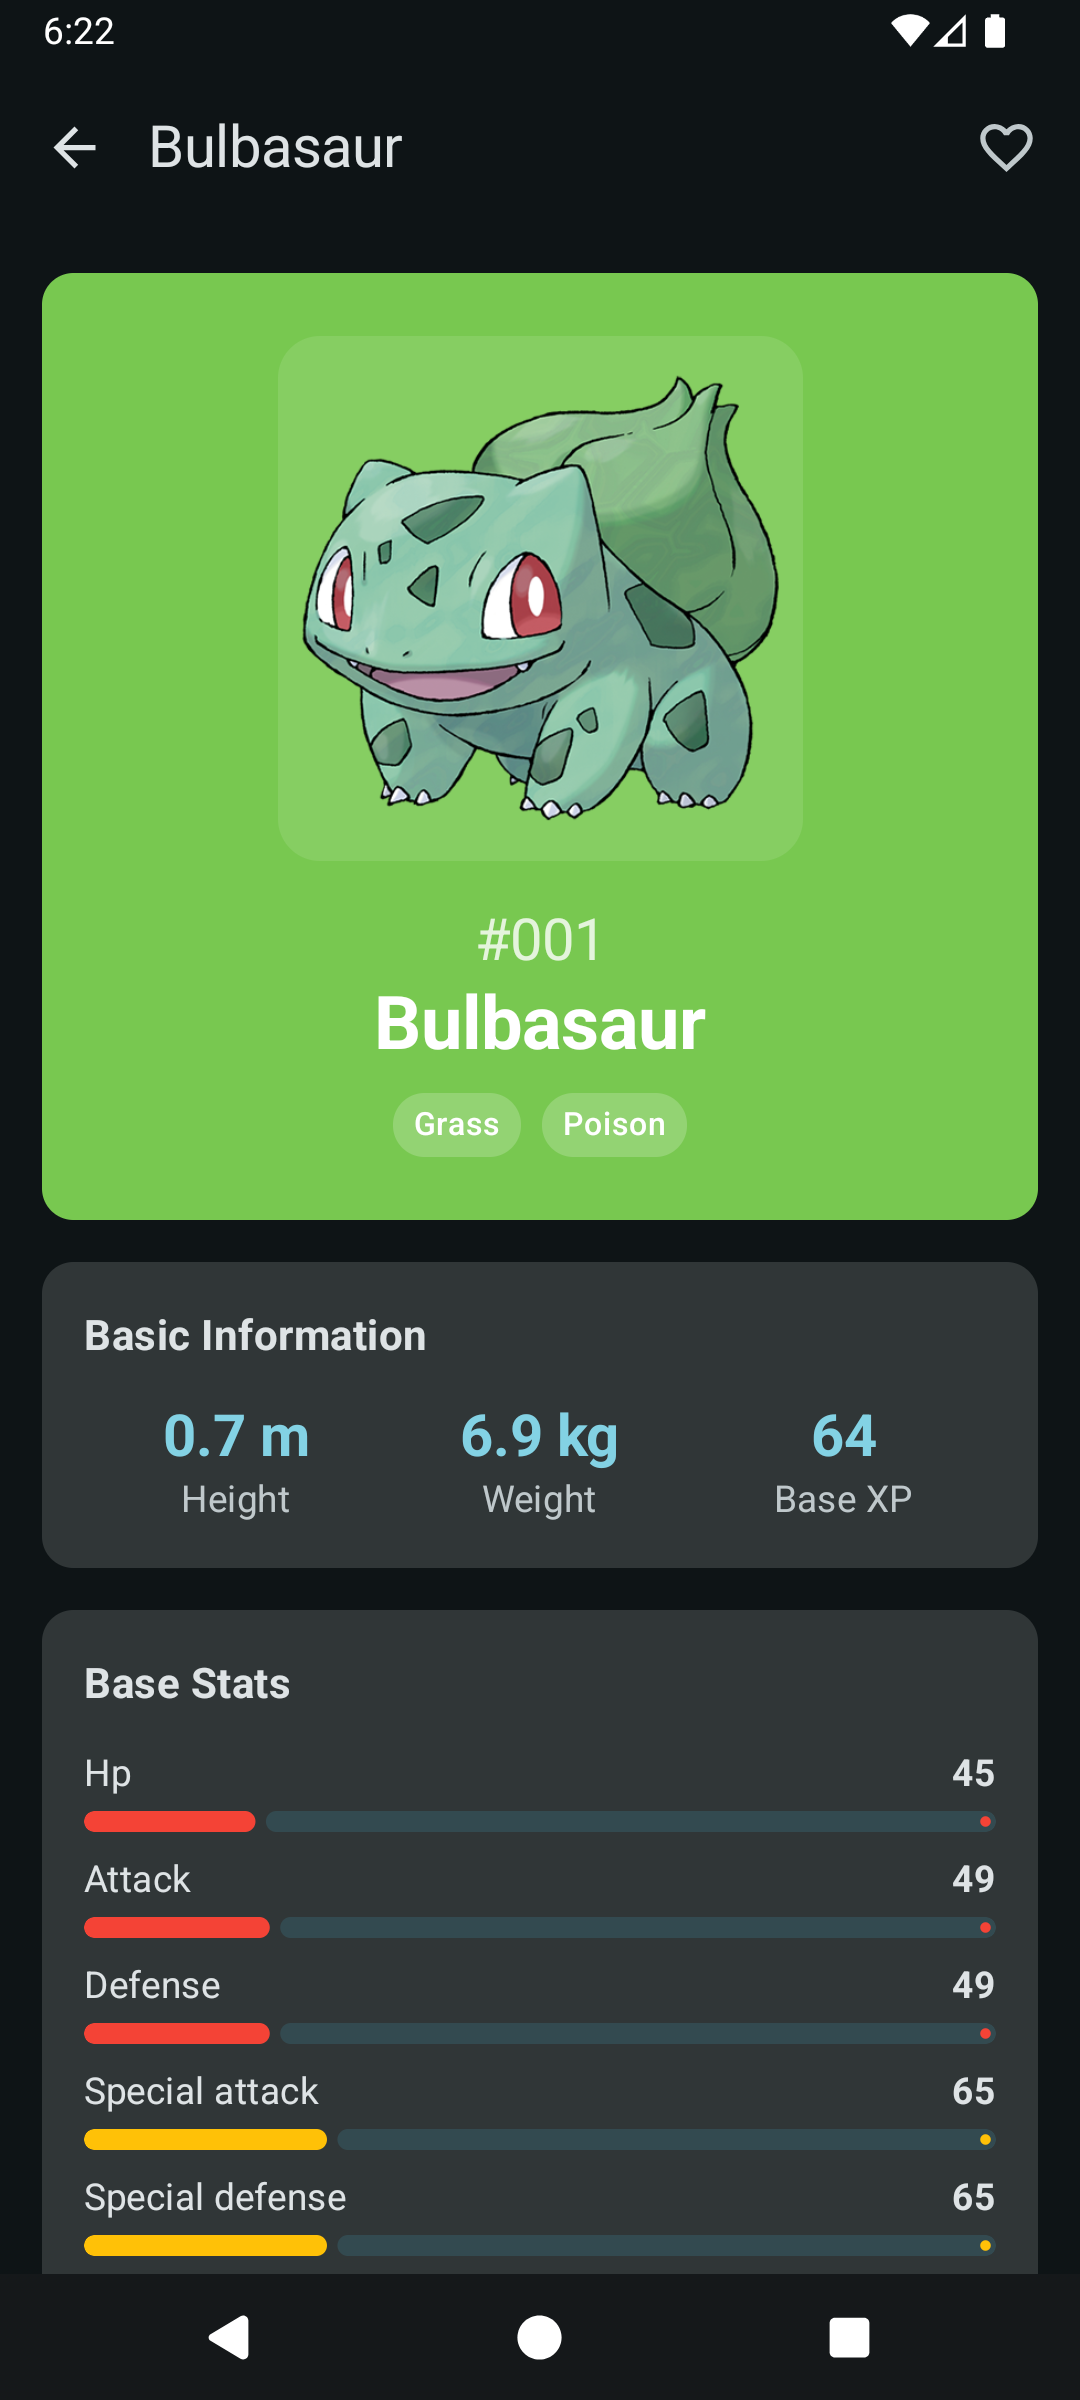 6:22
Bulbasaur
#001
Bulbasaur
Grass Poison
Basic Information
0.7 m 6.9 kg 64
Height Weight Base XP
Base Stats
Hp 45
Attack 49
Defense 49
Special attack 65
Special defense 65